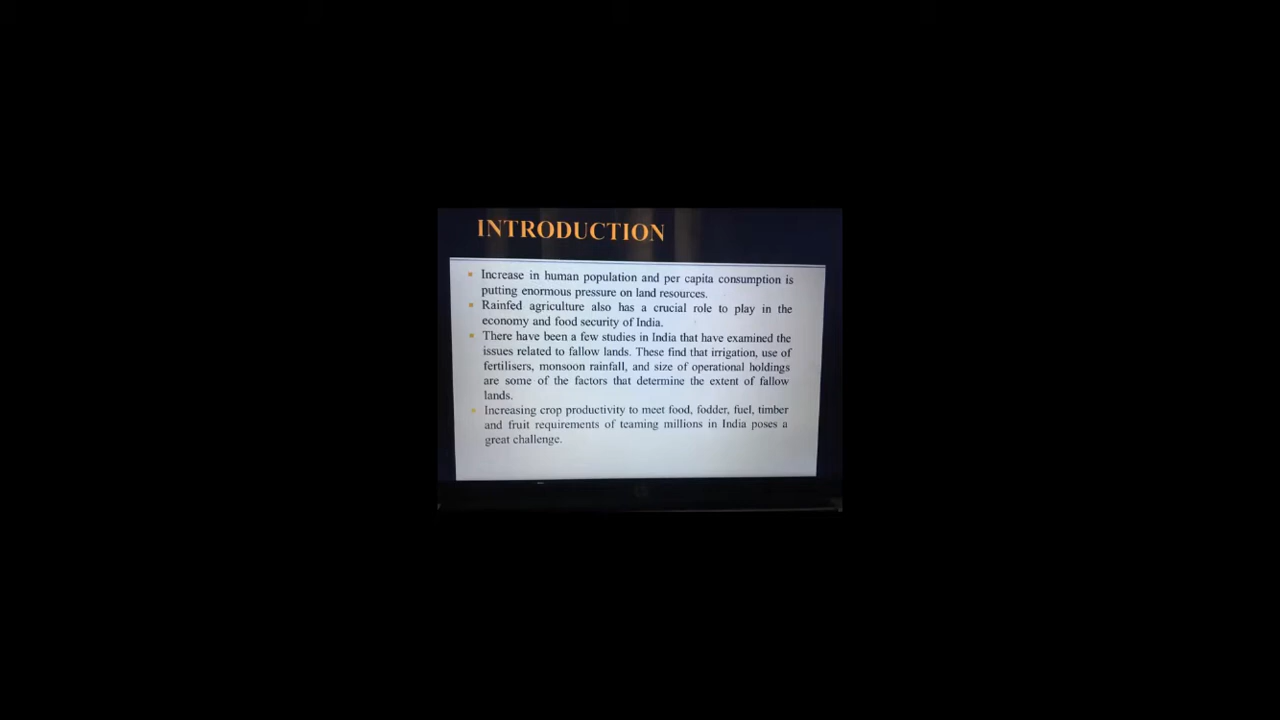 INTRODUCTION
Increase in human population and per capita consumption is
putting enormous pressure on land resources.
Rainfed agriculture also has a crucial role to play in the
economy and food security of India.
There have been a few studies in India that have examined the
issues related to fallow lands. These find that irrigation, use of
fertilisers, monsoon rainfall, and size of operational holdings
are some of the factors that determine the extent of fallow
lands.
Increasing crop productivity to meet food, fodder, fuel, timber
and fruit requirements of teaming millions in India poses a
great challenge.